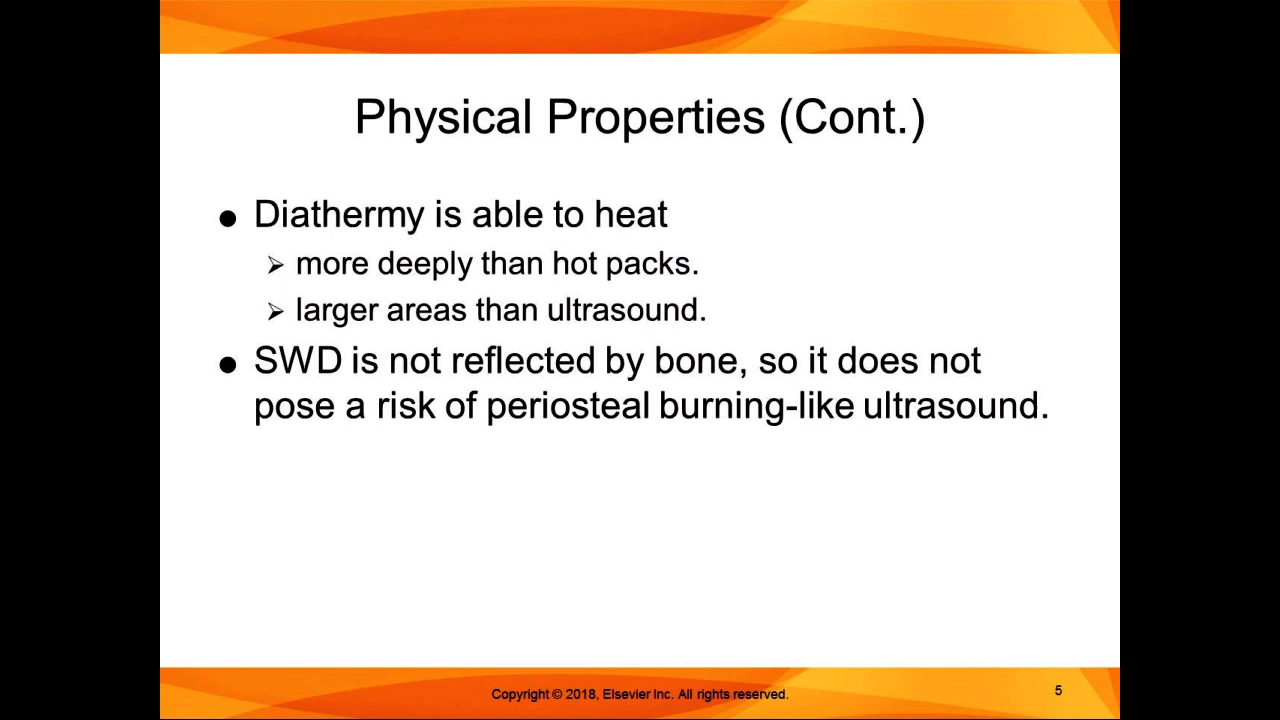 Physical Properties (Cont.)
● Diathermy is able to heat
➢ more deeply than hot packs.
➢ larger areas than ultrasound.
● SWD is not reflected by bone, so it does not
pose a risk of periosteal burning-like ultrasound.
Copyright © 2018, Elsevier Inc. All rights reserved.
5